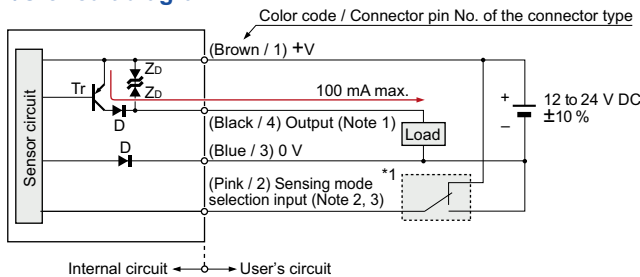 Color code / Connector pin No. of the connector type
(Brown / 1) +V
Tr
ZD
ZD
100 mA max.
+
12 to 24 V DC
±10 %
–
Sensor circuit
D
(Black / 4) Output (Note 1)
Load
D
(Blue / 3) 0 V
*1
(Pink / 2) Sensing mode
selection input (Note 2, 3)
Internal circuit
User's circuit